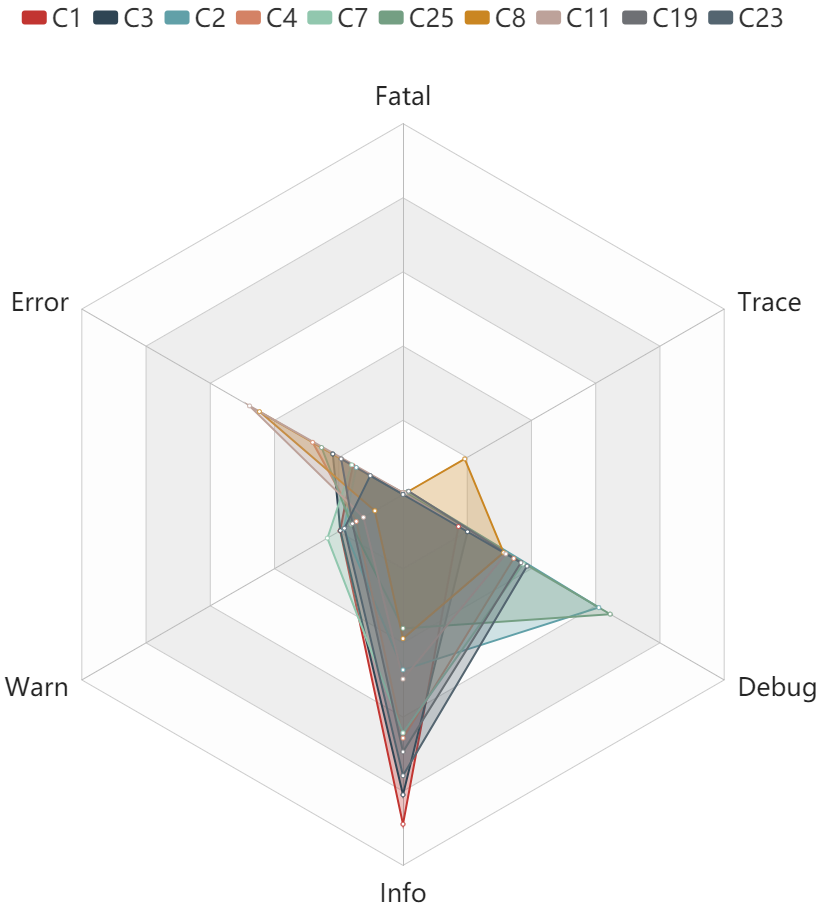 C1 C3 C2 C4 C7 C25 C8 C11 C19 C23
Fatal
Error Trace
Warn Debug
Info